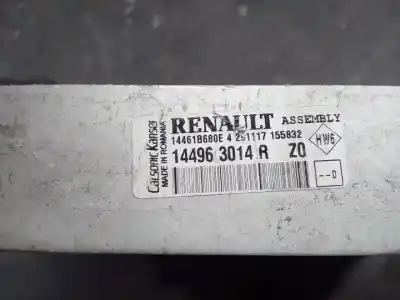 Calsonic Kansei
MADE IN ROMANIA
RENAULT ASSEMBLY
14461B680E 4 251117 155832
HW6
14496 3014 R Z0
--0